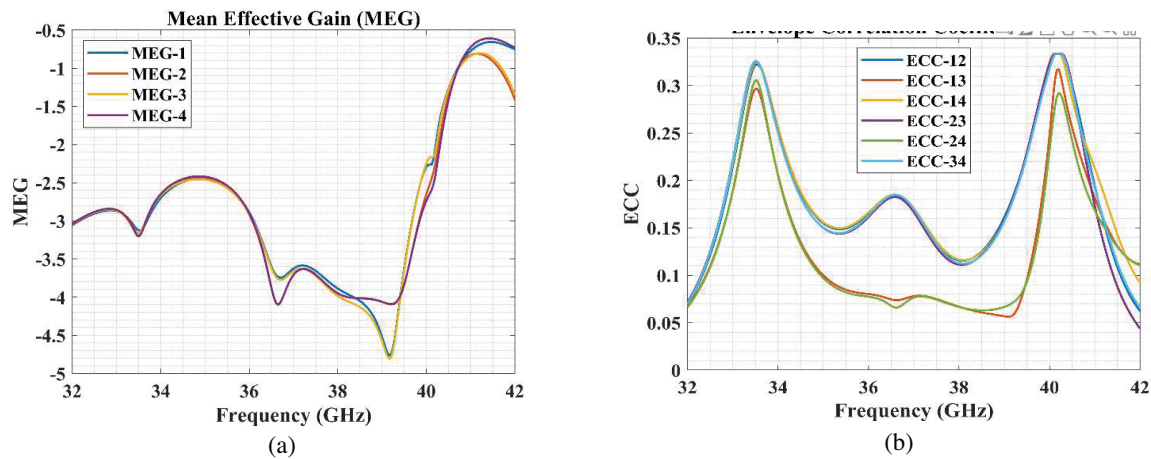 Mean Effective Gain (MEG)
-0.5
-1
-1.5
-2
-2.5
-3
-3.5
-4
-4.5
-5
MEG
MEG-1
MEG-2
MEG-3
MEG-4
32
34
36
38
40
42
Frequency (GHz)
(a)
Envelope Correlation
0.35
0.3
0.25
0.2
0.15
0.1
0.05
0
ECC
ECC-12
ECC-13
ECC-14
ECC-23
ECC-24
ECC-34
32
34
36
38
40
42
Frequency (GHz)
(b)